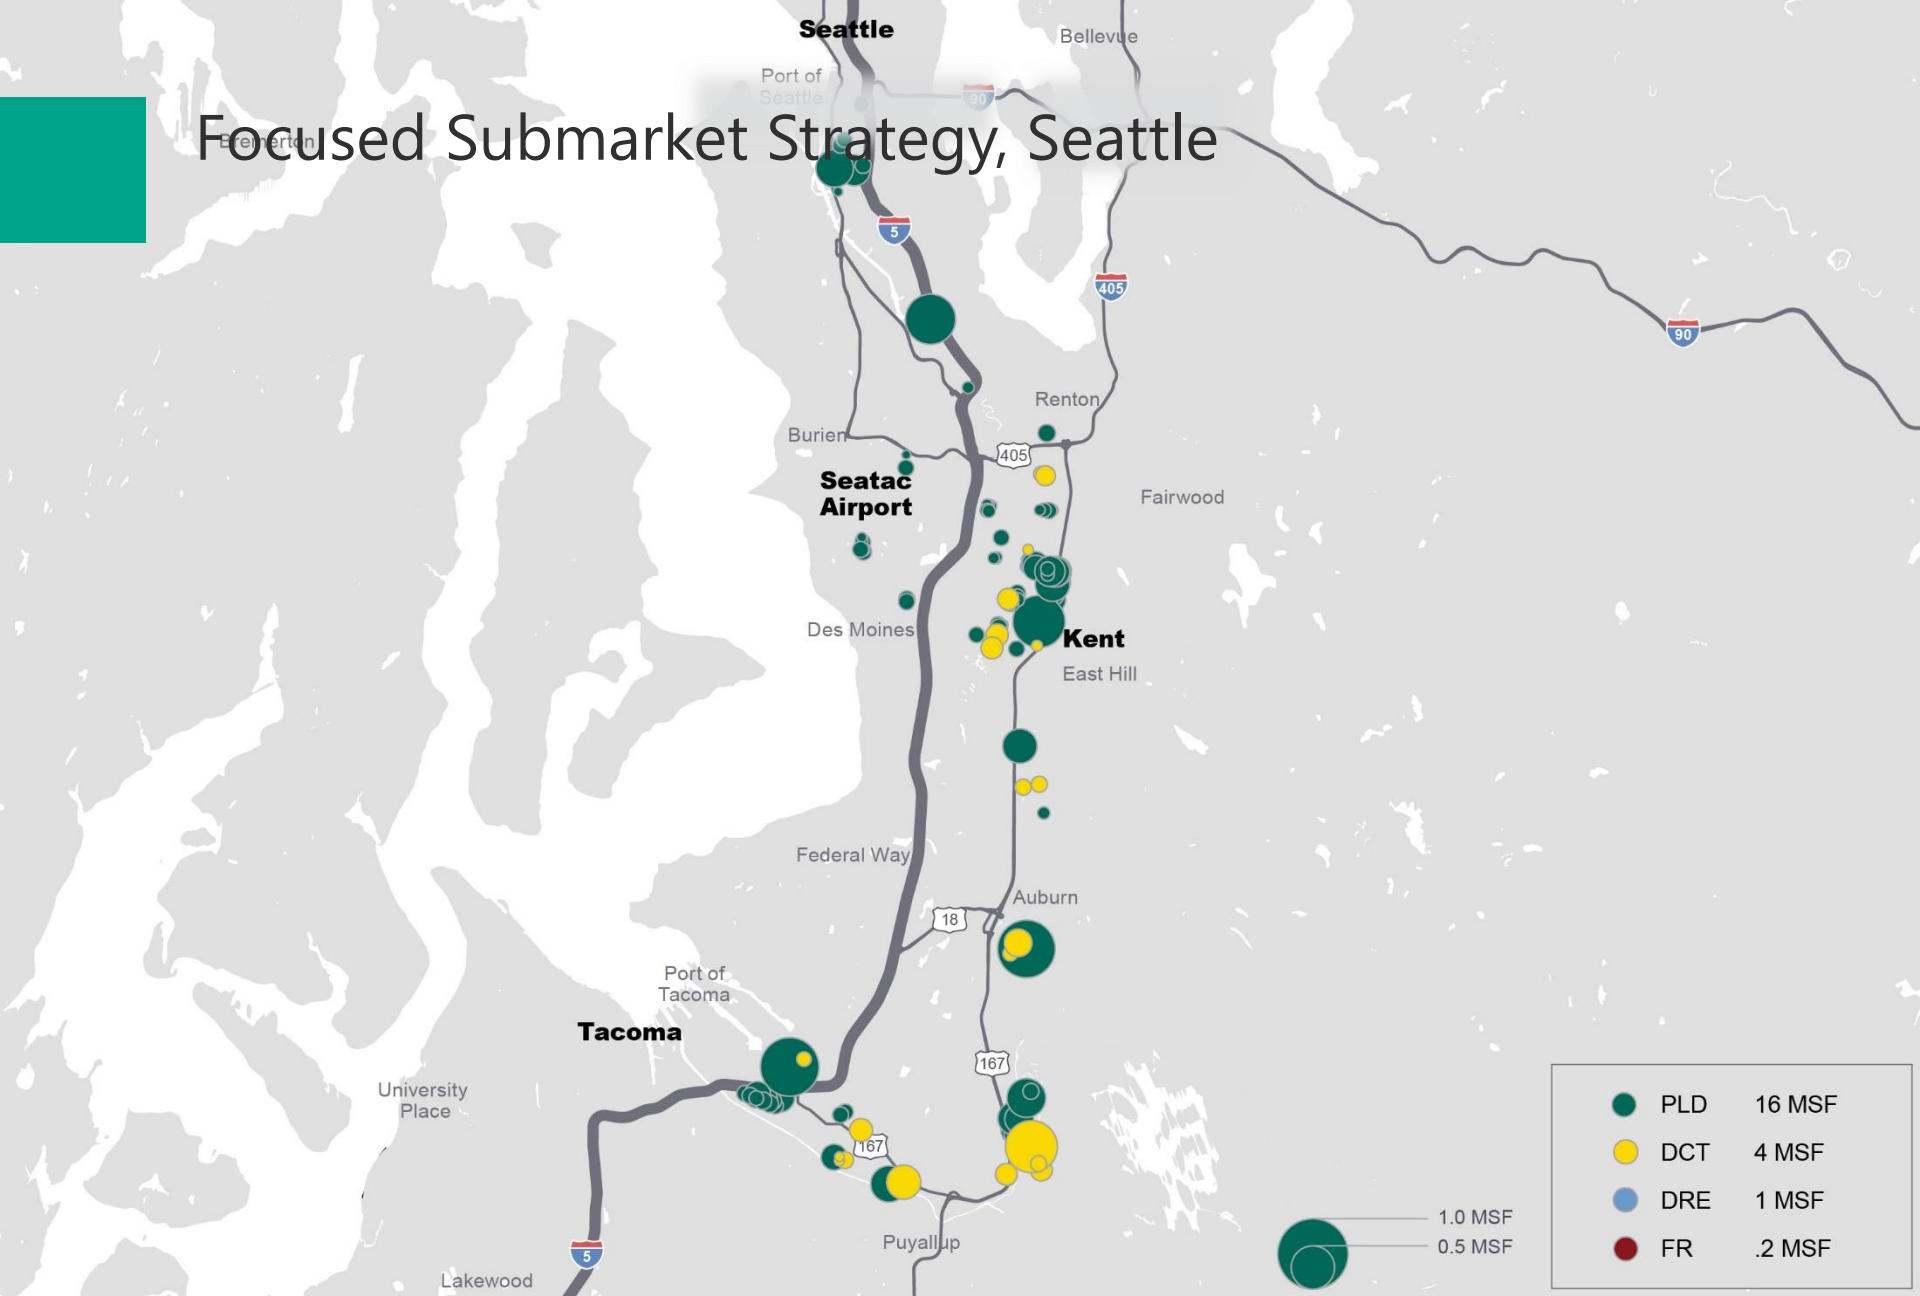 Seattle
Bellevue
Port of
Seattle
90
Focused Submarket Strategy, Seattle
Bremerton
5
405
90
Renton
Burien
405
Seatac
Airport
Fairwood
Des Moines
Kent
East Hill
Federal Way
Auburn
18
Port of
Tacoma
Tacoma
167
University
Place
167
Puyallup
5
Lakewood
PLD 16 MSF
DCT 4 MSF
DRE 1 MSF
FR .2 MSF
1.0 MSF
0.5 MSF